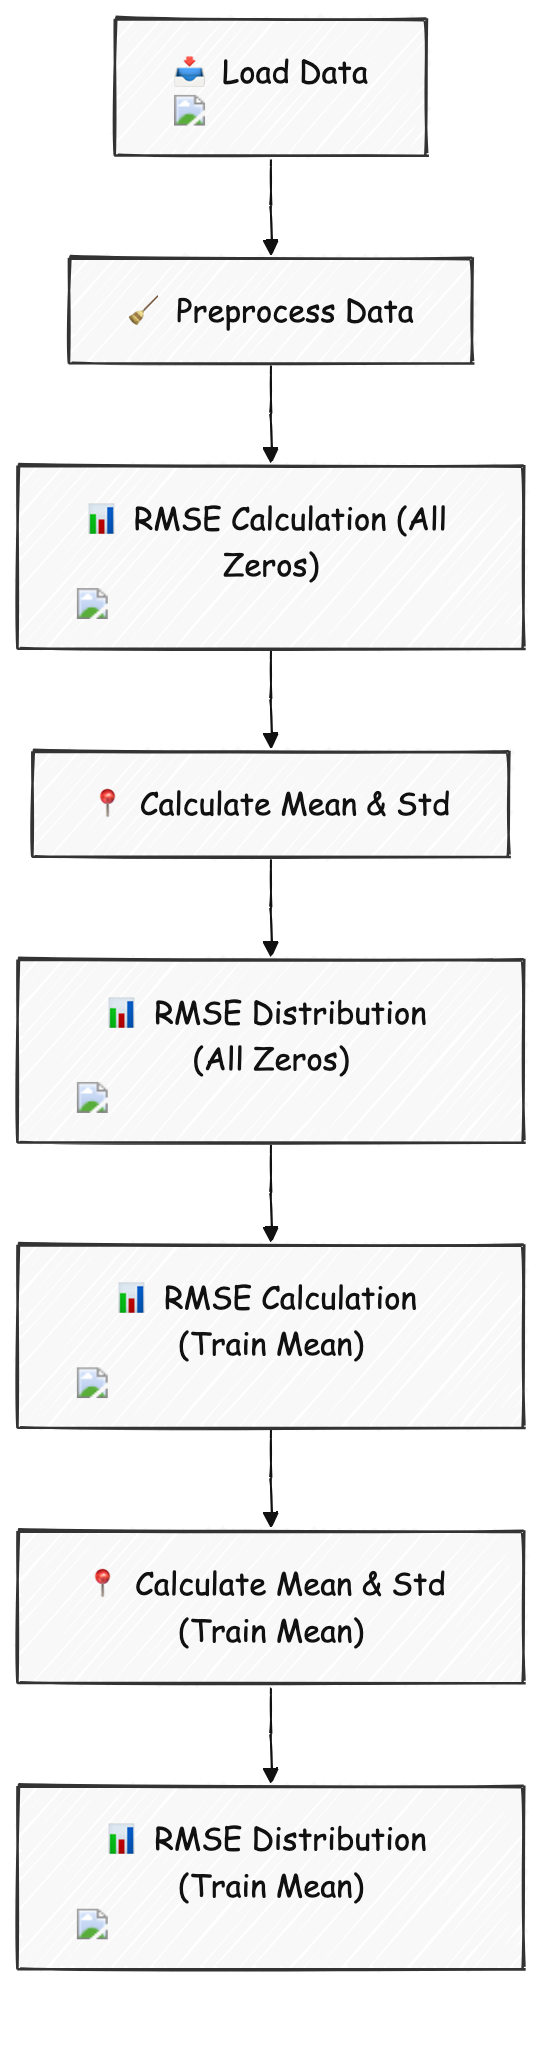 Load Data
Preprocess Data
RMSE Calculation (All
Zeros)
Calculate Mean & Std
RMSE Distribution
(All Zeros)
RMSE Calculation
(Train Mean)
Calculate Mean & Std
(Train Mean)
RMSE Distribution
(Train Mean)